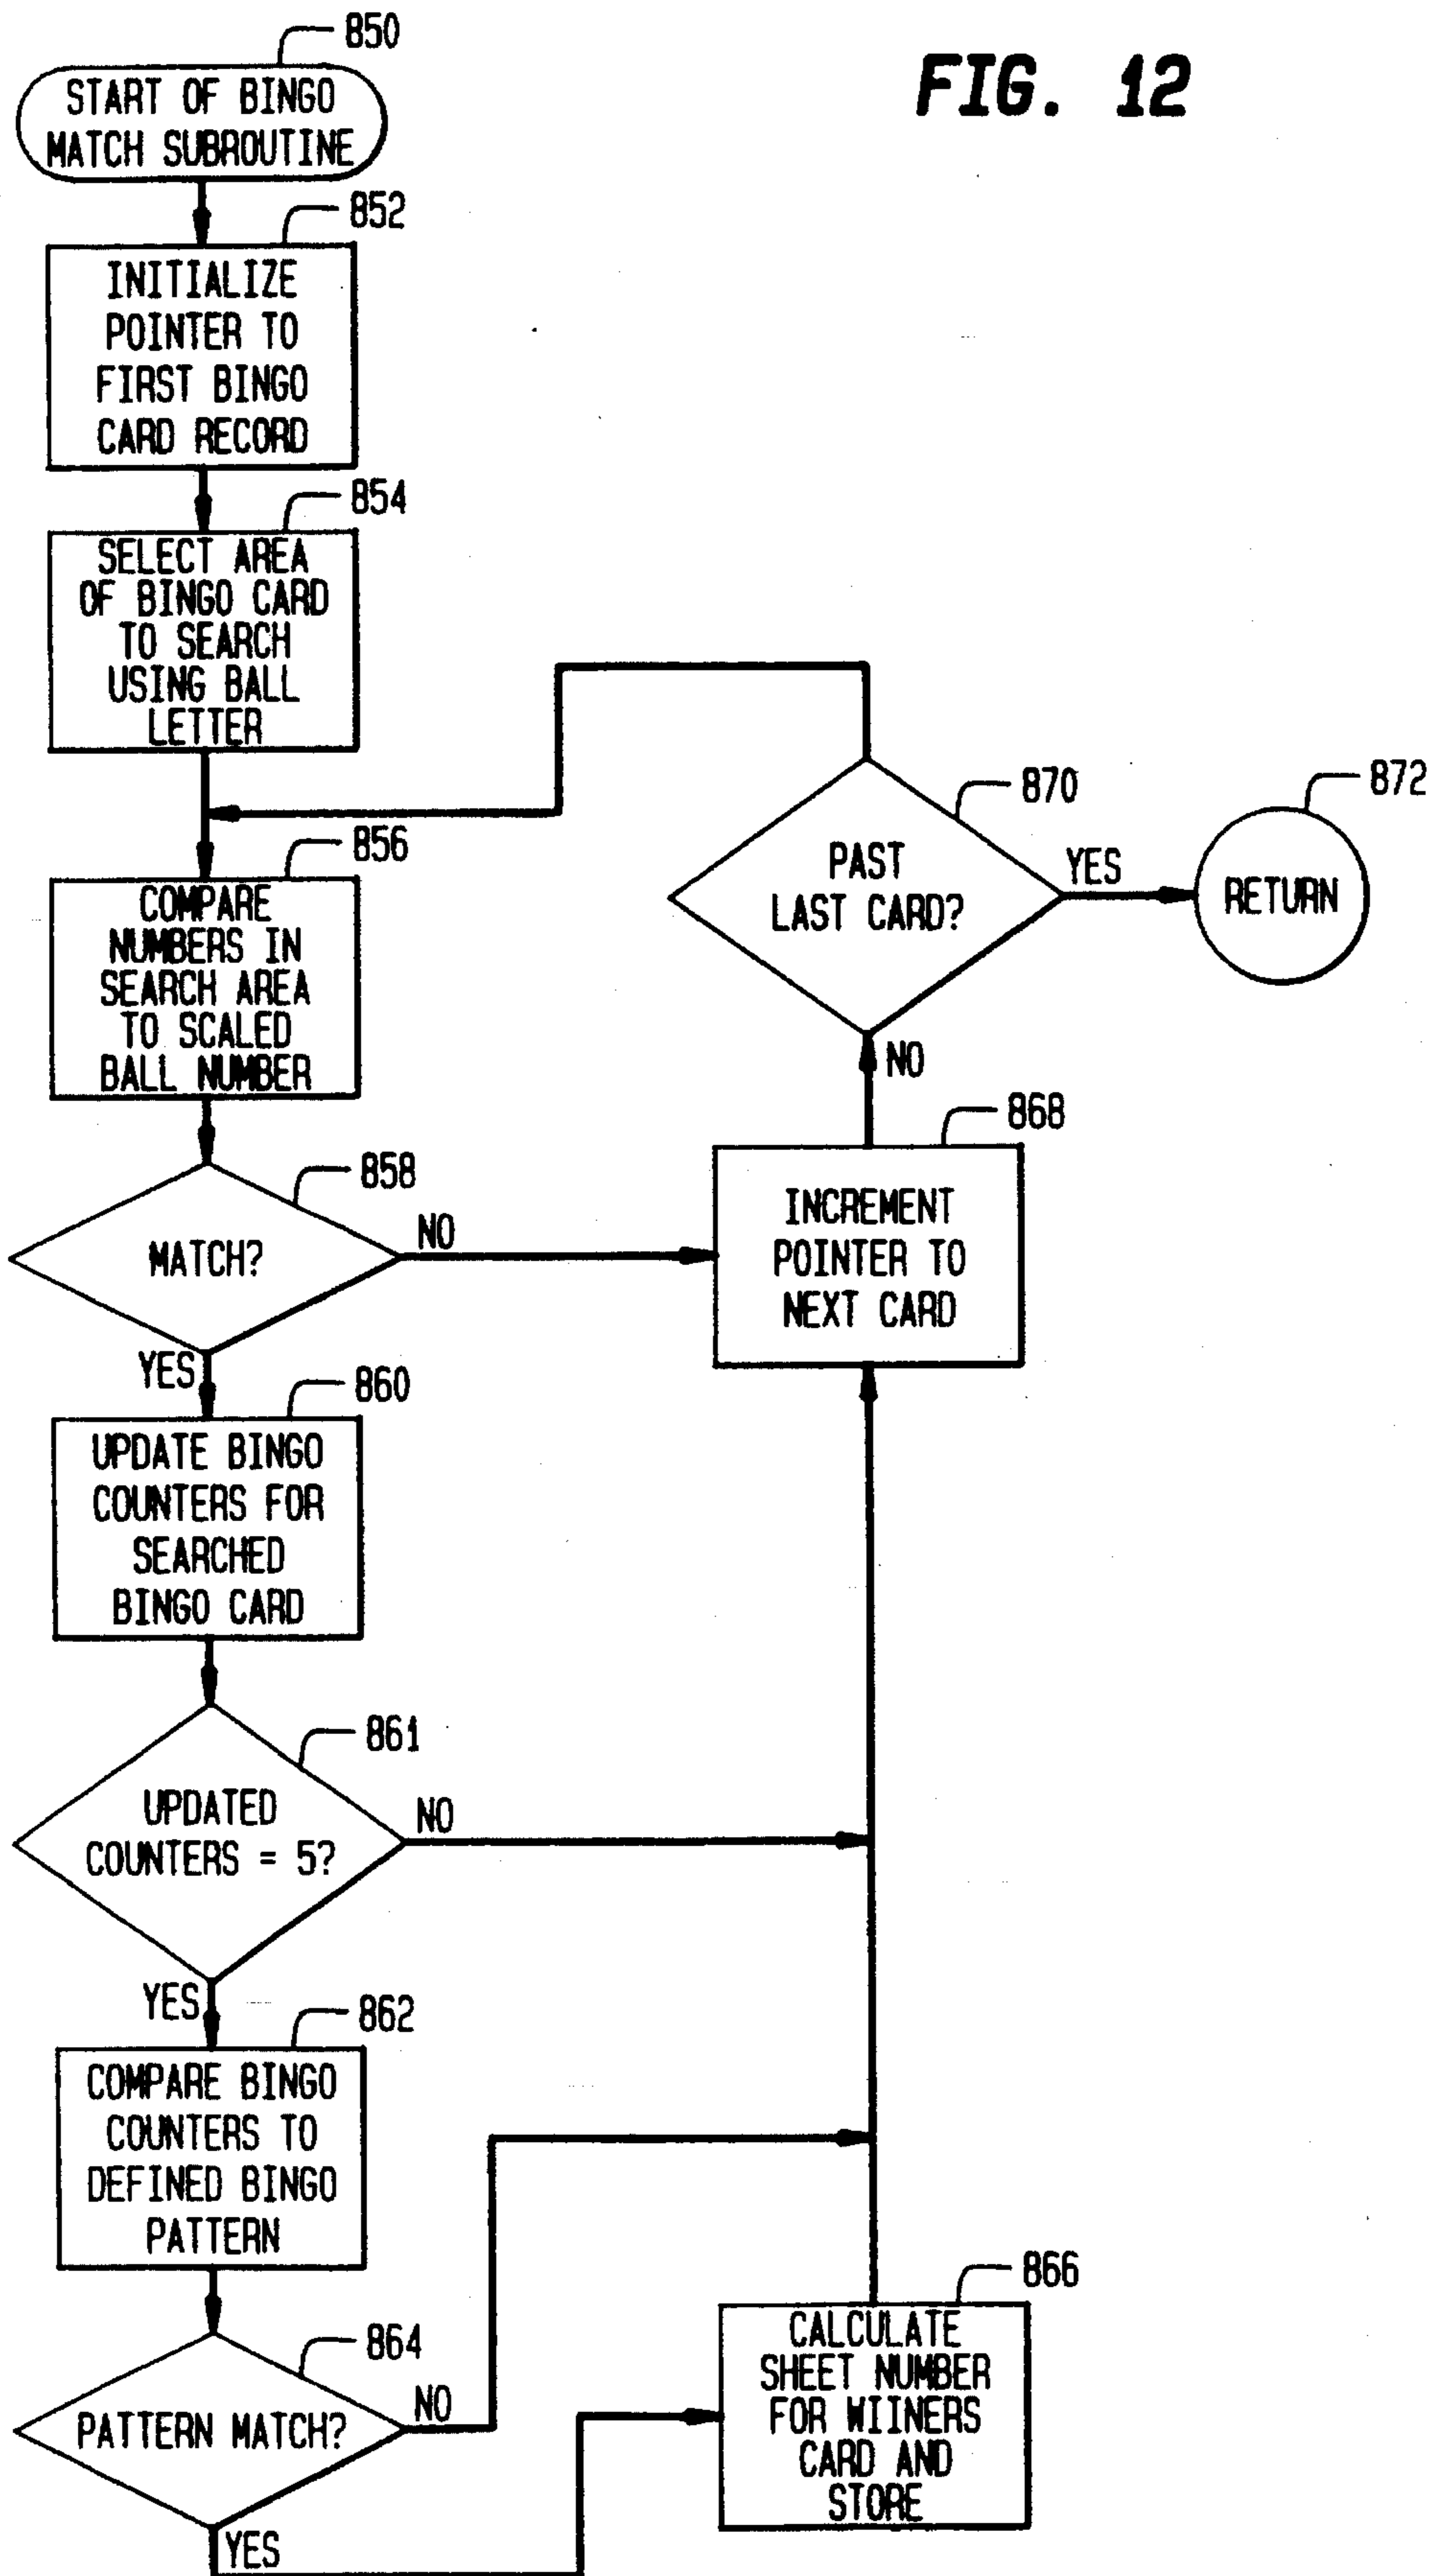 FIG. 12
850
START OF BINGO
MATCH SUBROUTINE
852
INITIALIZE
POINTER TO
FIRST BINGO
CARD RECORD
854
SELECT AREA
OF BINGO CARD
TO SEARCH
USING BALL
LETTER
856
COMPARE
NUMBERS IN
SEARCH AREA
TO SCALED
BALL NUMBER
858
MATCH?
NO
YES
860
UPDATE BINGO
COUNTERS FOR
SEARCHED
BINGO CARD
861
UPDATED
COUNTERS = 5?
NO
YES
862
COMPARE BINGO
COUNTERS TO
DEFINED BINGO
PATTERN
864
PATTERN MATCH?
NO
YES
866
CALCULATE
SHEET NUMBER
FOR WIINERS
CARD AND
STORE
868
INCREMENT
POINTER TO
NEXT CARD
NO
870
PAST
LAST CARD?
YES
872
RETURN